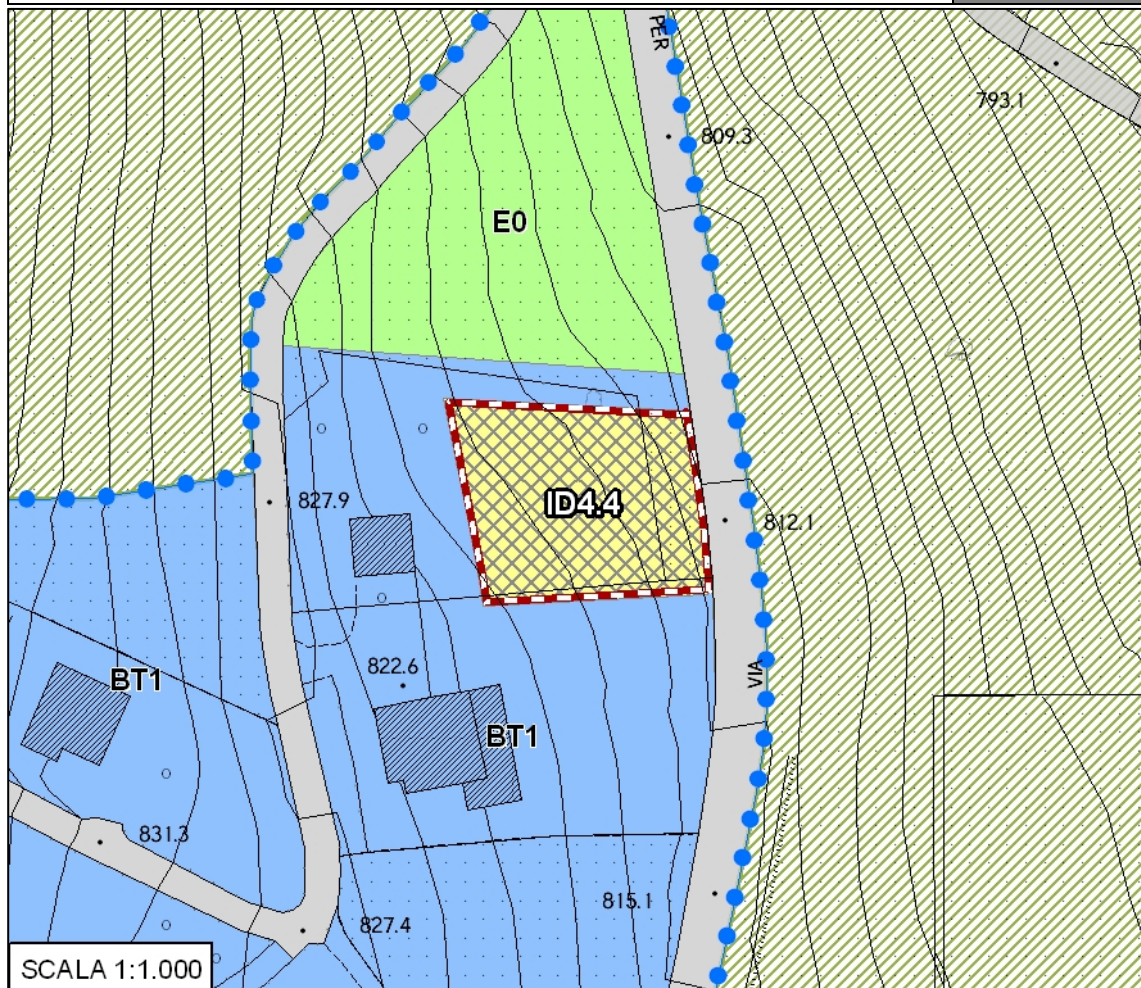 PER
793.1
809.3
E0
827.9
ID4.4
812.1
822.6
VIA
BT1
BT1
831.3
815.1
827.4
SCALA 1:1.000